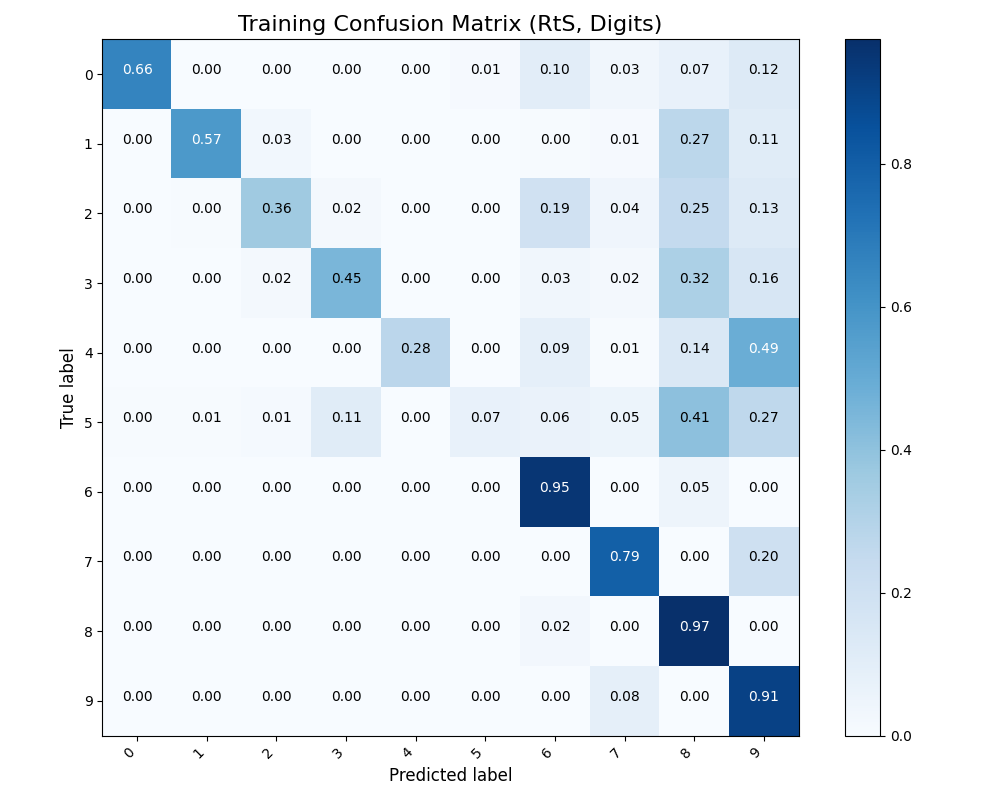 Training Confusion Matrix (RtS, Digits)
0 0.66 0.00 0.00 0.00 0.00 0.01 0.10 0.03 0.07 0.12
1 0.00 0.57 0.03 0.00 0.00 0.00 0.00 0.01 0.27 0.11
2 0.00 0.00 0.36 0.02 0.00 0.00 0.19 0.04 0.25 0.13
3 0.00 0.00 0.02 0.45 0.00 0.00 0.03 0.02 0.32 0.16
4 0.00 0.00 0.00 0.00 0.28 0.00 0.09 0.01 0.14 0.49
5 0.00 0.01 0.01 0.11 0.00 0.07 0.06 0.05 0.41 0.27
6 0.00 0.00 0.00 0.00 0.00 0.00 0.95 0.00 0.05 0.00
7 0.00 0.00 0.00 0.00 0.00 0.00 0.00 0.79 0.00 0.20
8 0.00 0.00 0.00 0.00 0.00 0.00 0.02 0.00 0.97 0.00
9 0.00 0.00 0.00 0.00 0.00 0.00 0.00 0.08 0.00 0.91
0 1 2 3 4 5 6 7 8 9
Predicted label
True label
0.8
0.6
0.4
0.2
0.0